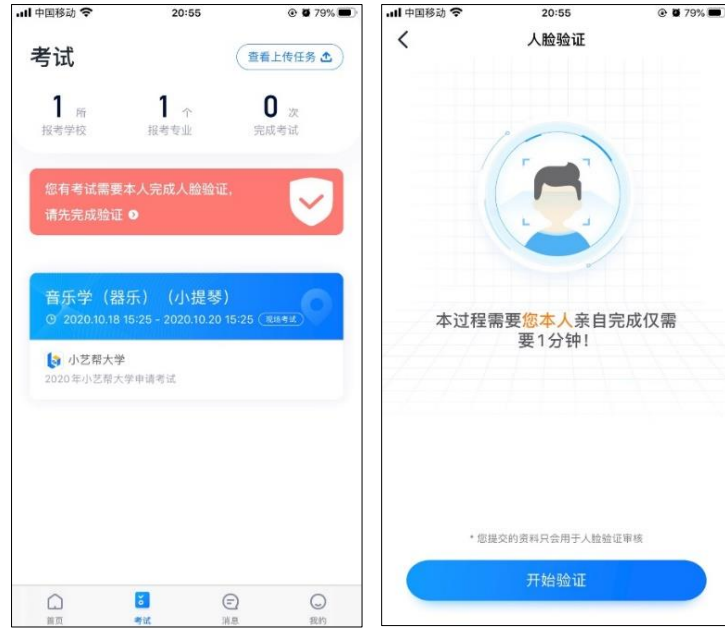 中国移动 20:55 79%
考试
查看上传任务
1 所 1 个 0 次
报考学校 报考专业 完成考试
您有考试需要本人完成人脸验证,
请先完成验证
音乐学（器乐）（小提琴）
2020.10.18 15:25 - 2020.10.20 15:25 现场考试
小艺帮大学
2020年小艺帮大学申请考试
首页 考试 消息 我的
中国移动 20:55 79%
人脸验证
本过程需要您本人亲自完成仅需
要1分钟！
* 您提交的资料只会用于人脸验证审核
开始验证